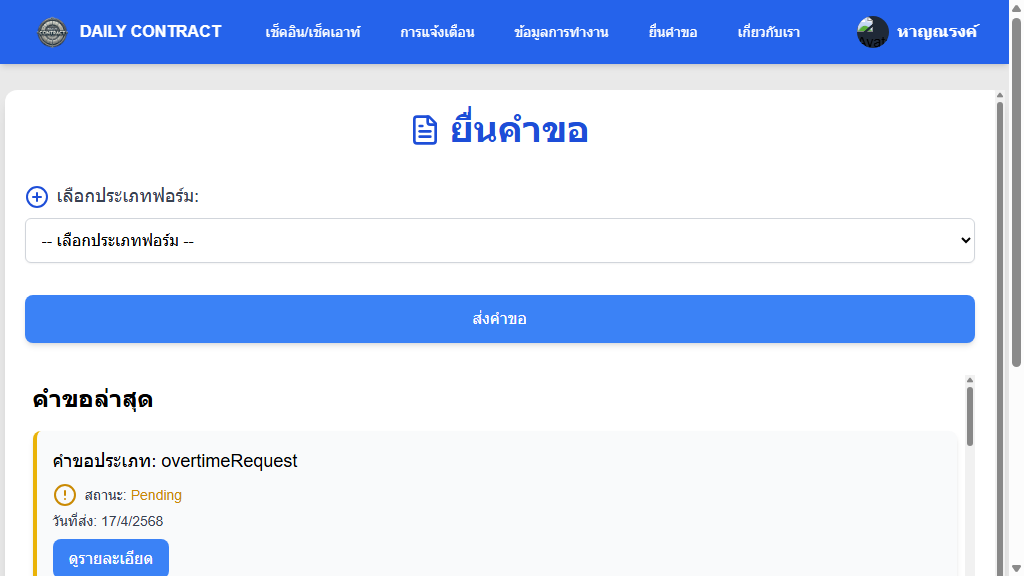 DAILY CONTRACT
เช็คอิน/เช็คเอาท์
การแจ้งเตือน
ข้อมูลการทำงาน
ยื่นคำขอ
เกี่ยวกับเรา
หาญณรงค์
ยื่นคำขอ
เลือกประเภทฟอร์ม:
-- เลือกประเภทฟอร์ม --
ส่งคำขอ
คำขอล่าสุด
คำขอประเภท: overtimeRequest
สถานะ: Pending
วันที่ส่ง: 17/4/2568
ดูรายละเอียด